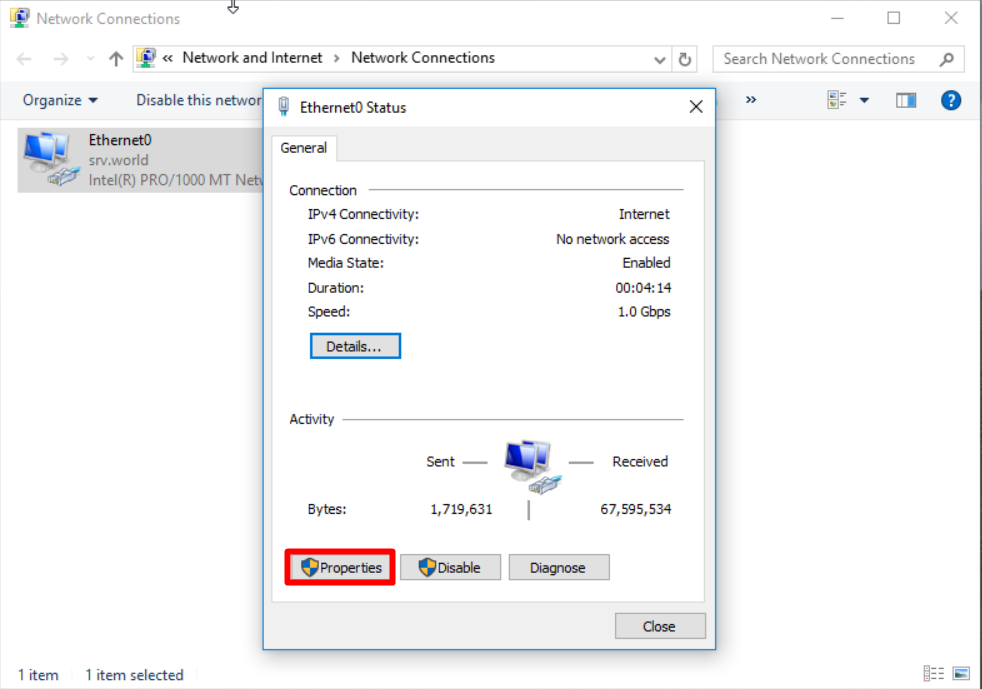 Network Connections
« Network and Internet › Network Connections
Search Network Connections
Organize
Disable this networ
»
?
Ethernet0
srv.world
Intel(R) PRO/1000 MT Netw
Ethernet0 Status
General
Connection
IPv4 Connectivity: Internet
IPv6 Connectivity: No network access
Media State: Enabled
Duration: 00:04:14
Speed: 1.0 Gbps
Details...
Activity
Sent — — Received
Bytes: 1,719,631 67,595,534
Properties Disable Diagnose
Close
1 item 1 item selected